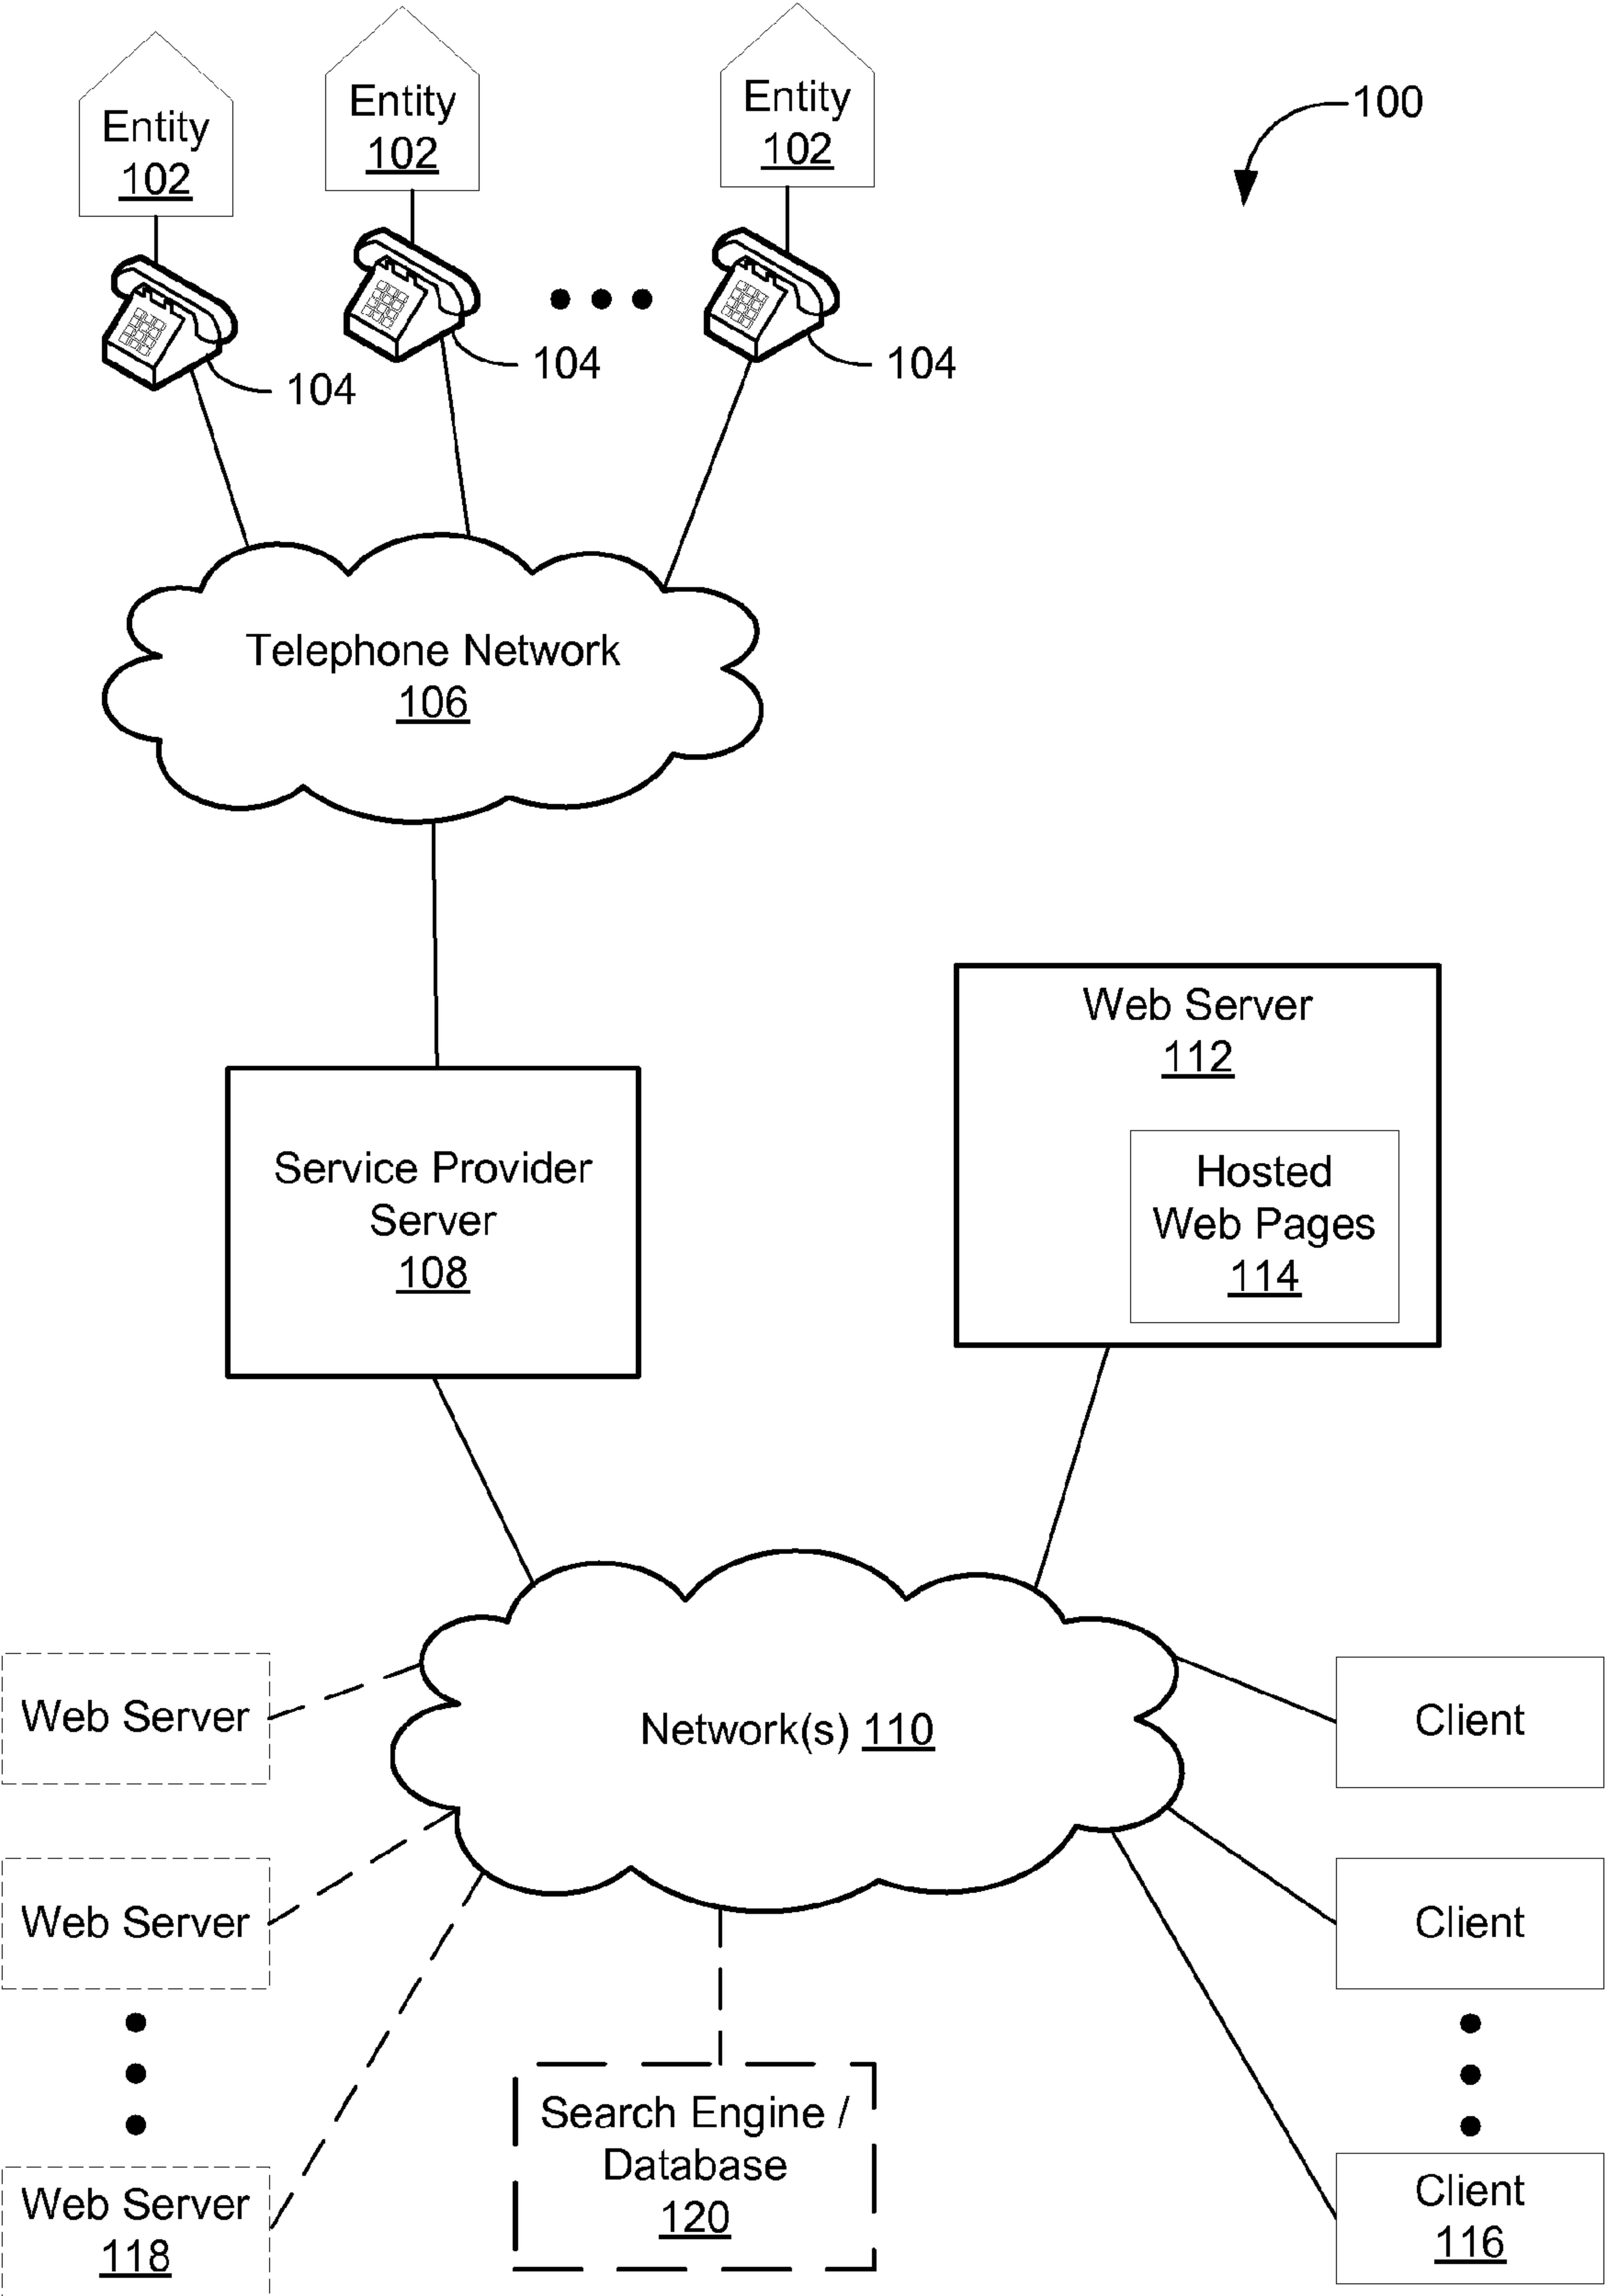 Entity
102
Entity
102
Entity
102
100
104
104
104
Telephone Network
106
Web Server
112
Hosted
Web Pages
114
Service Provider
Server
108
Network(s) 110
Web Server
Web Server
Web Server
118
Search Engine /
Database
120
Client
Client
Client
116